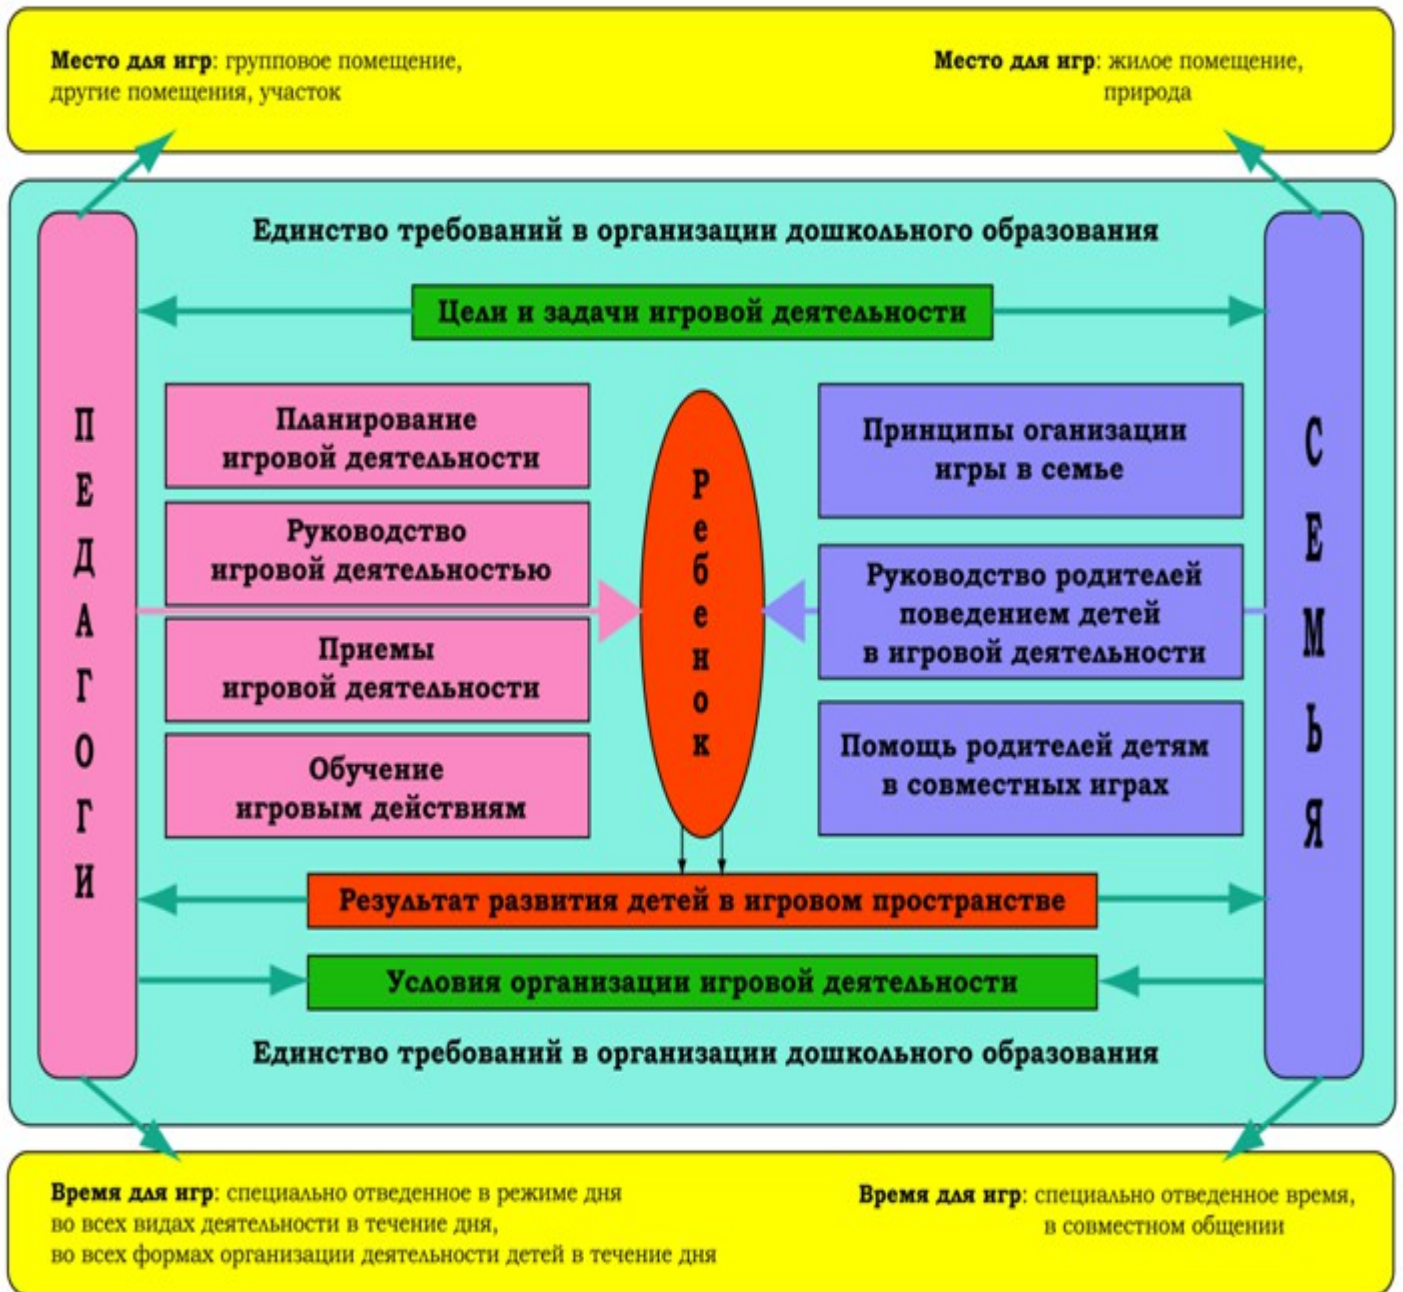 Место для игр: групповое помещение,
другие помещения, участок
Место для игр: жилое помещение,
природа
Единство требований в организации дошкольного образования
Цели и задачи игровой деятельности
ПЕДАГОГИ
Планирование
игровой деятельности
Руководство
игровой деятельностью
Приемы
игровой деятельности
Обучение
игровым действиям
Ребенок
Принципы оганизации
игры в семье
Руководство родителей
поведением детей
в игровой деятельности
Помощь родителей детям
в совместных играх
СЕМЬЯ
Результат развития детей в игровом пространстве
Условия организации игровой деятельности
Единство требований в организации дошкольного образования
Время для игр: специально отведенное в режиме дня
во всех видах деятельности в течение дня,
во всех формах организации деятельности детей в течение дня
Время для игр: специально отведенное время,
в совместном общении